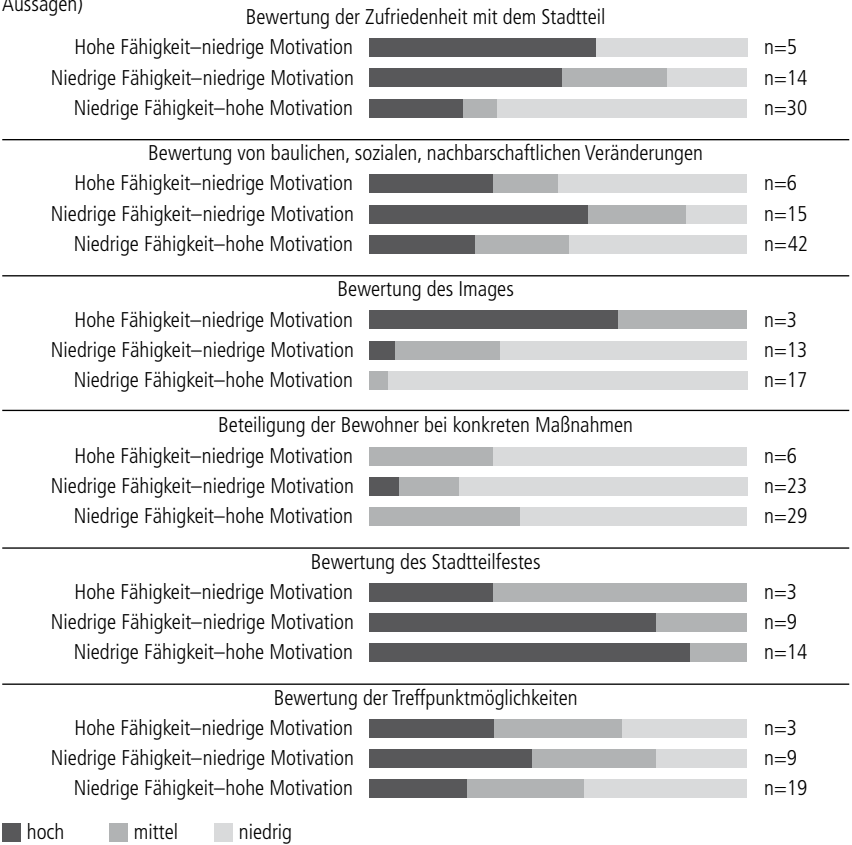 Aussagen)
Bewertung der Zufriedenheit mit dem Stadtteil
Hohe Fähigkeit–niedrige Motivation n=5
Niedrige Fähigkeit–niedrige Motivation n=14
Niedrige Fähigkeit–hohe Motivation n=30
Bewertung von baulichen, sozialen, nachbarschaftlichen Veränderungen
Hohe Fähigkeit–niedrige Motivation n=6
Niedrige Fähigkeit–niedrige Motivation n=15
Niedrige Fähigkeit–hohe Motivation n=42
Bewertung des Images
Hohe Fähigkeit–niedrige Motivation n=3
Niedrige Fähigkeit–niedrige Motivation n=13
Niedrige Fähigkeit–hohe Motivation n=17
Beteiligung der Bewohner bei konkreten Maßnahmen
Hohe Fähigkeit–niedrige Motivation n=6
Niedrige Fähigkeit–niedrige Motivation n=23
Niedrige Fähigkeit–hohe Motivation n=29
Bewertung des Stadtteilfestes
Hohe Fähigkeit–niedrige Motivation n=3
Niedrige Fähigkeit–niedrige Motivation n=9
Niedrige Fähigkeit–hohe Motivation n=14
Bewertung der Treffpunktmöglichkeiten
Hohe Fähigkeit–niedrige Motivation n=3
Niedrige Fähigkeit–niedrige Motivation n=9
Niedrige Fähigkeit–hohe Motivation n=19
hoch mittel niedrig